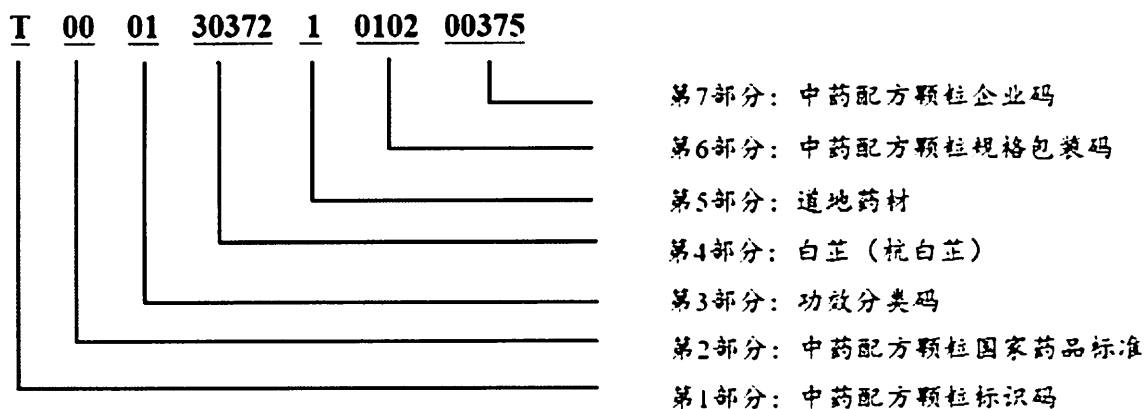 T 00 01 30372 1 0102 00375
第7部分：中药配方颗粒企业码
第6部分：中药配方颗粒规格包装码
第5部分：道地药材
第4部分：白芷（杭白芷）
第3部分：功效分类码
第2部分：中药配方颗粒国家药品标准
第1部分：中药配方颗粒标识码